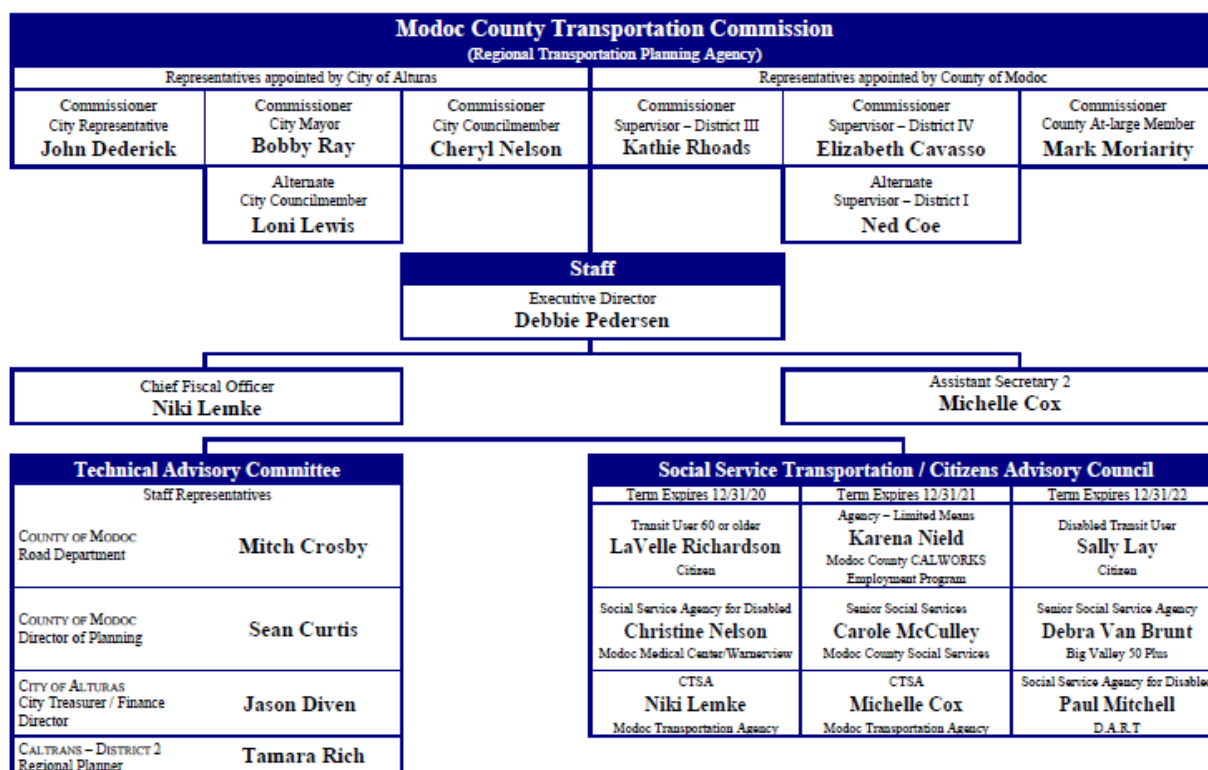 Modoc County Transportation Commission
(Regional Transportation Planning Agency)
Representatives appointed by City of Alturas
Representatives appointed by County of Modoc
Commissioner
City Representative
John Dederick
Commissioner
City Mayor
Bobby Ray
Commissioner
City Councilmember
Cheryl Nelson
Commissioner
Supervisor – District III
Kathie Rhoads
Commissioner
Supervisor – District IV
Elizabeth Cavasso
Commissioner
County At-large Member
Mark Moriarity
Alternate
City Councilmember
Loni Lewis
Alternate
Supervisor – District I
Ned Coe
Staff
Executive Director
Debbie Pedersen
Chief Fiscal Officer
Niki Lemke
Assistant Secretary 2
Michelle Cox
Technical Advisory Committee
Staff Representatives
COUNTY OF MODOC
Road Department
Mitch Crosby
COUNTY OF MODOC
Director of Planning
Sean Curtis
CITY OF ALTURAS
City Treasurer / Finance
Director
Jason Diven
CALTRANS – DISTRICT 2
Regional Planner
Tamara Rich
Social Service Transportation / Citizens Advisory Council
Term Expires 12/31/20
Term Expires 12/31/21
Term Expires 12/31/22
Transit User 60 or older
LaVelle Richardson
Citizen
Agency – Limited Means
Karena Nield
Modoc County CALWORKS
Employment Program
Disabled Transit User
Sally Lay
Citizen
Social Service Agency for Disabled
Christine Nelson
Modoc Medical Center/Warnerview
Senior Social Services
Carole McCulley
Modoc County Social Services
Senior Social Service Agency
Debra Van Brunt
Big Valley 50 Plus
CTSA
Niki Lemke
Modoc Transportation Agency
CTSA
Michelle Cox
Modoc Transportation Agency
Social Service Agency for Disabled
Paul Mitchell
D.A.R.T